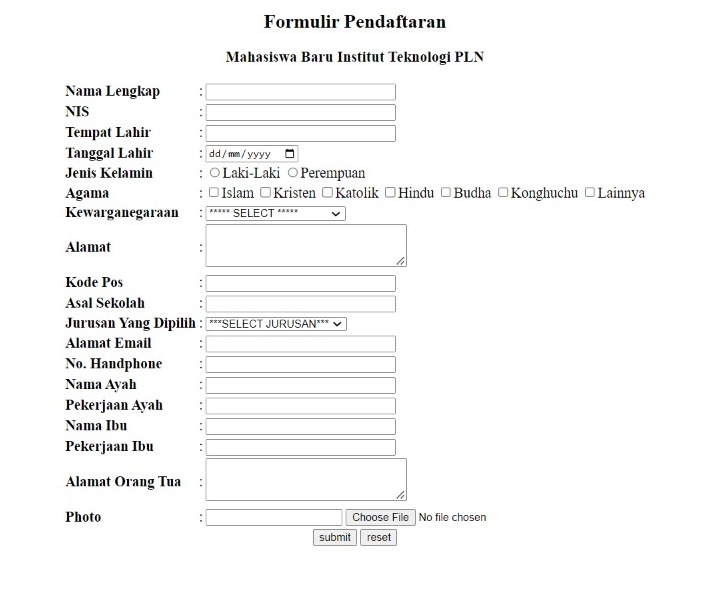 Formulir Pendaftaran
Mahasiswa Baru Institut Teknologi PLN
Nama Lengkap :
NIS :
Tempat Lahir :
Tanggal Lahir : dd/mm/yyyy
Jenis Kelamin : Laki-Laki Perempuan
Agama : Islam Kristen Katolik Hindu Budha Konghuchu Lainnya
Kewarganegaraan : ***** SELECT *****
Alamat :
Kode Pos :
Asal Sekolah :
Jurusan Yang Dipilih : ***SELECT JURUSAN***
Alamat Email :
No. Handphone :
Nama Ayah :
Pekerjaan Ayah :
Nama Ibu :
Pekerjaan Ibu :
Alamat Orang Tua :
Photo : Choose File No file chosen
submit reset